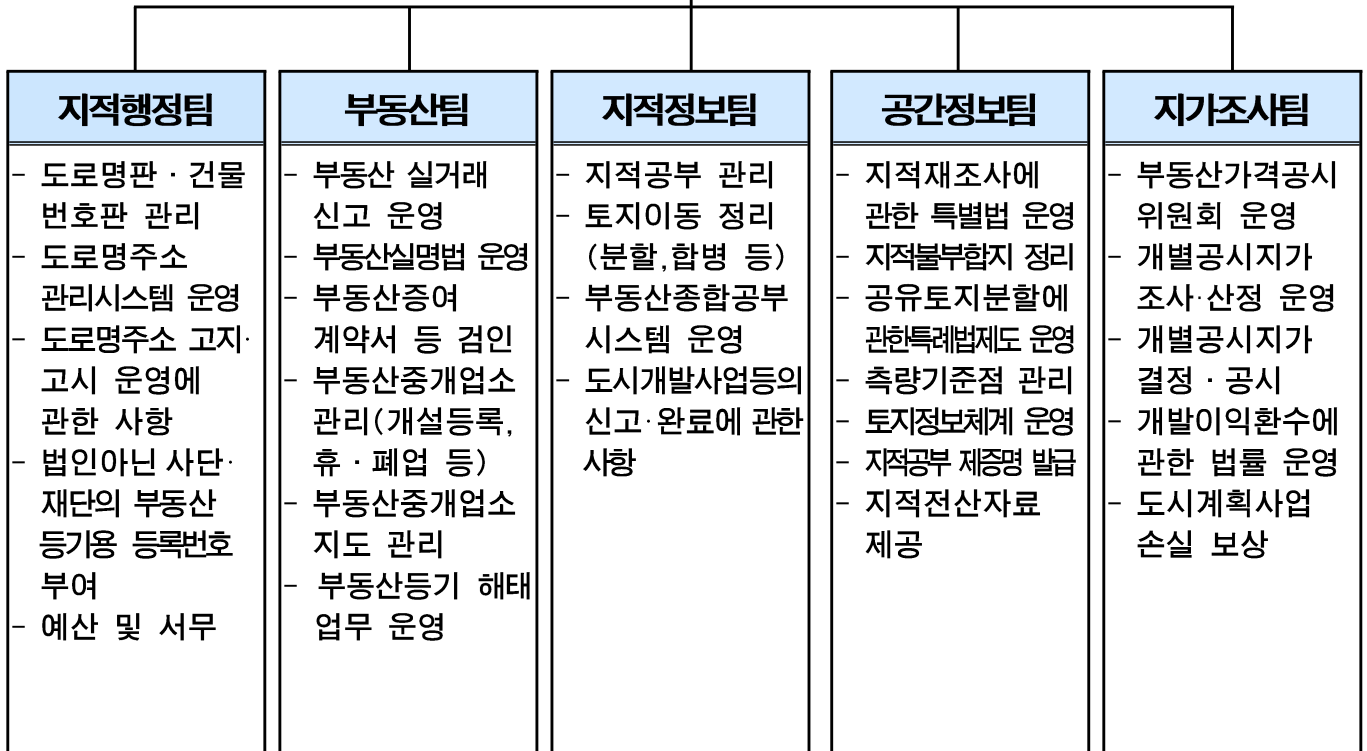 지적행정팀
- 도로명판 · 건물
번호판 관리
- 도로명주소
관리시스템 운영
- 도로명주소 고지·
고시 운영에
관한 사항
- 법인아닌 사단·
재단의 부동산
등기용 등록번호
부여
- 예산 및 서무
부동산팀
- 부동산 실거래
신고 운영
- 부동산실명법 운영
- 부동산증여
계약서 등 검인
- 부동산중개업소
관리(개설등록,
휴 · 폐업 등)
- 부동산중개업소
지도 관리
- 부동산등기 해태
업무 운영
지적정보팀
- 지적공부 관리
- 토지이동 정리
(분할,합병 등)
- 부동산종합공부
시스템 운영
- 도시개발사업등의
신고·완료에 관한
사항
공간정보팀
- 지적재조사에
관한 특별법 운영
- 지적불부합지 정리
- 공유토지분할에
관한특례법제도 운영
- 측량기준점 관리
- 토지정보체계 운영
- 지적공부 제증명 발급
- 지적전산자료
제공
지가조사팀
- 부동산가격공시
위원회 운영
- 개별공시지가
조사·산정 운영
- 개별공시지가
결정 · 공시
- 개발이익환수에
관한 법률 운영
- 도시계획사업
손실 보상